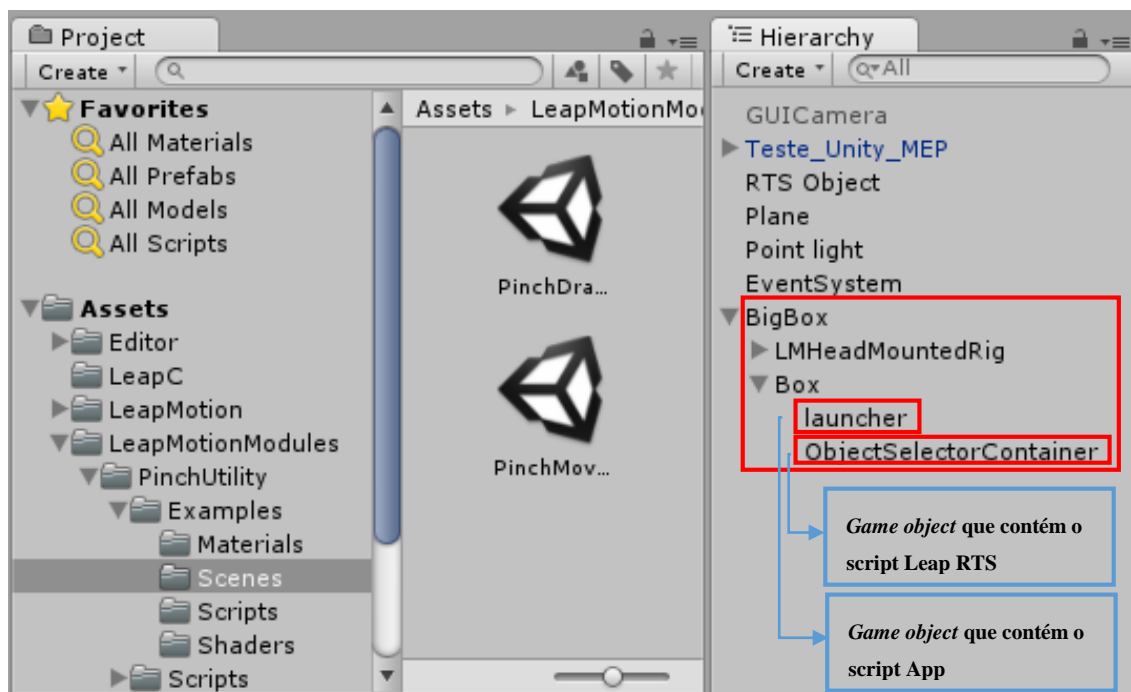 Project
Create
Favorites
All Materials
All Prefabs
All Models
All Scripts
Assets
Editor
LeapC
LeapMotion
LeapMotionModules
PinchUtility
Examples
Materials
Scenes
Scripts
Shaders
Scripts
Assets LeapMotionMo
PinchDra...
PinchMov...
Hierarchy
Create All
GUICamera
Teste_Unity_MEP
RTS Object
Plane
Point light
EventSystem
BigBox
LMHeadMountedRig
Box
launcher
ObjectSelectorContainer
Game object que contém o
script Leap RTS
Game object que contém o
script App